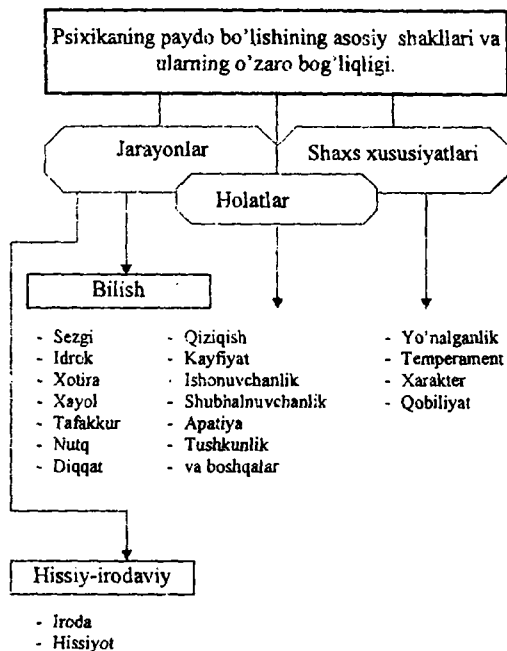 Psixikaning paydo bo'lishining asosiy shakllari va
ularning o'zaro bog'liqligi.
Jarayonlar
Shaxs xususiyatlari
Holatlar
Bilish
- Sezgi
- Idrok
- Xotira
- Xayol
- Tafakkur
- Nutq
- Diqqat
- Qiziqish
- Kayfiyat
· Ishonuvchanlik
- Shubhalnuvchanlik
- Apatiya
- Tushkunlik
- va boshqalar
- Yo'nalganlik
- Temperament
- Xarakter
- Qobiliyat
Hissiy-irodaviy
- Iroda
- Hissiyot